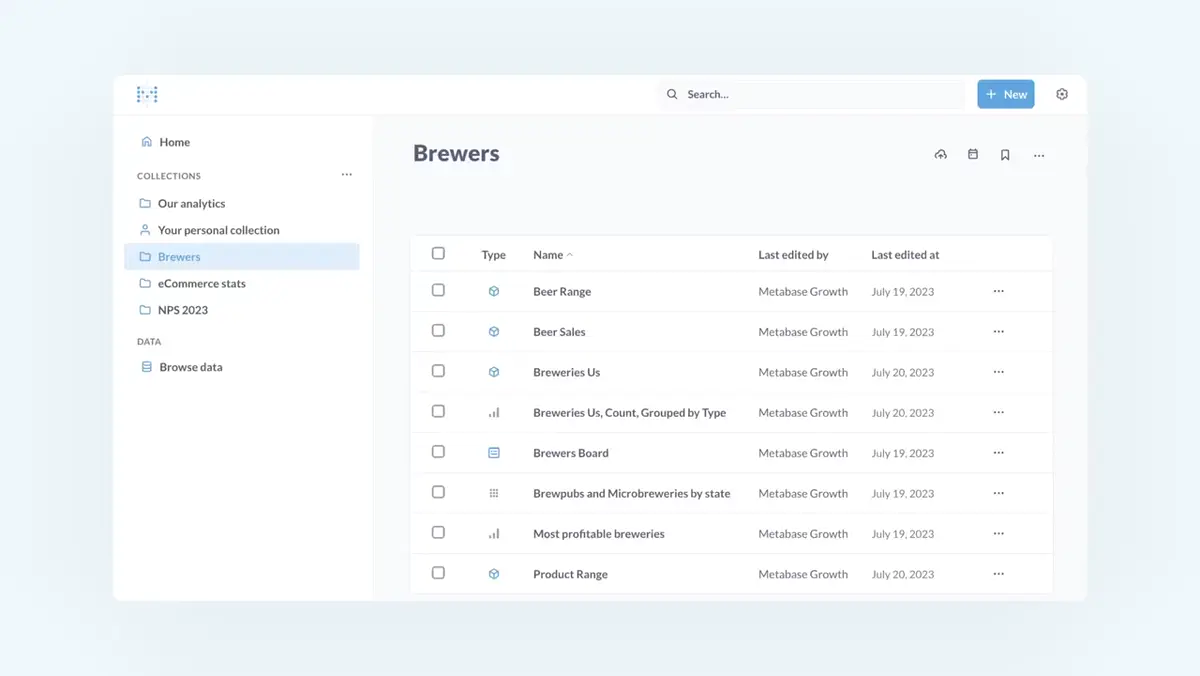 Search...
+ New
Home
COLLECTIONS
Our analytics
Your personal collection
Brewers
eCommerce stats
NPS 2023
DATA
Browse data
Brewers
Type Name Last edited by Last edited at
Beer Range Metabase Growth July 19, 2023
Beer Sales Metabase Growth July 19, 2023
Breweries Us Metabase Growth July 20, 2023
Breweries Us, Count, Grouped by Type Metabase Growth July 20, 2023
Brewers Board Metabase Growth July 19, 2023
Brewpubs and Microbreweries by state Metabase Growth July 19, 2023
Most profitable breweries Metabase Growth July 19, 2023
Product Range Metabase Growth July 20, 2023